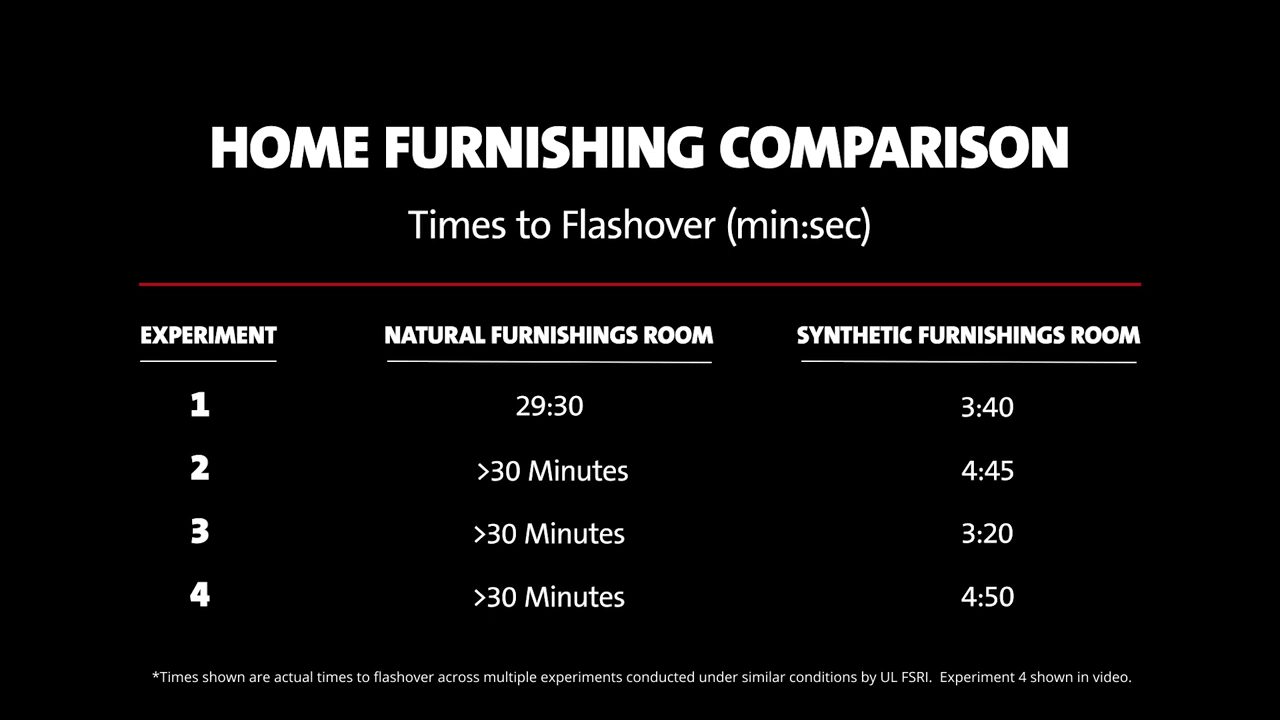 HOME FURNISHING COMPARISON
Times to Flashover (min:sec)
EXPERIMENT NATURAL FURNISHINGS ROOM SYNTHETIC FURNISHINGS ROOM
1 29:30 3:40
2 >30 Minutes 4:45
3 >30 Minutes 3:20
4 >30 Minutes 4:50
*Times shown are actual times to flashover across multiple experiments conducted under similar conditions by UL FSRI. Experiment 4 shown in video.